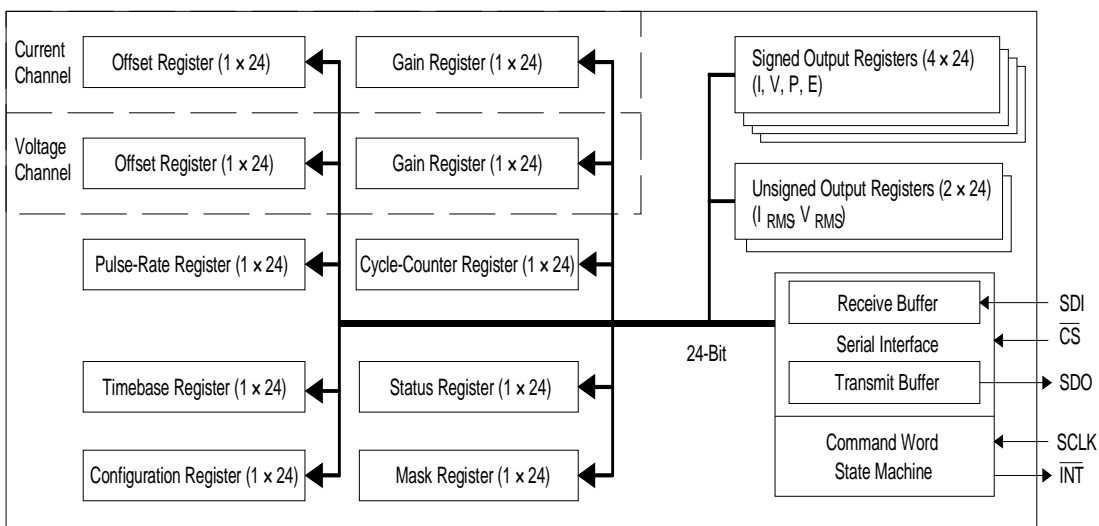 Current
Channel
Offset Register (1 × 24)
Gain Register (1 × 24)
Signed Output Registers (4 × 24)
(I, V, P, E)
Voltage
Channel
Offset Register (1 × 24)
Gain Register (1 × 24)
Unsigned Output Registers (2 × 24)
(I RMS, V RMS)
Pulse-Rate Register (1 × 24)
Cycle-Counter Register (1 × 24)
Receive Buffer
SDI
24-Bit
Serial Interface
CS
Timebase Register (1 × 24)
Status Register (1 × 24)
Transmit Buffer
SDO
Configuration Register (1 × 24)
Mask Register (1 × 24)
Command Word
State Machine
SCLK
INT